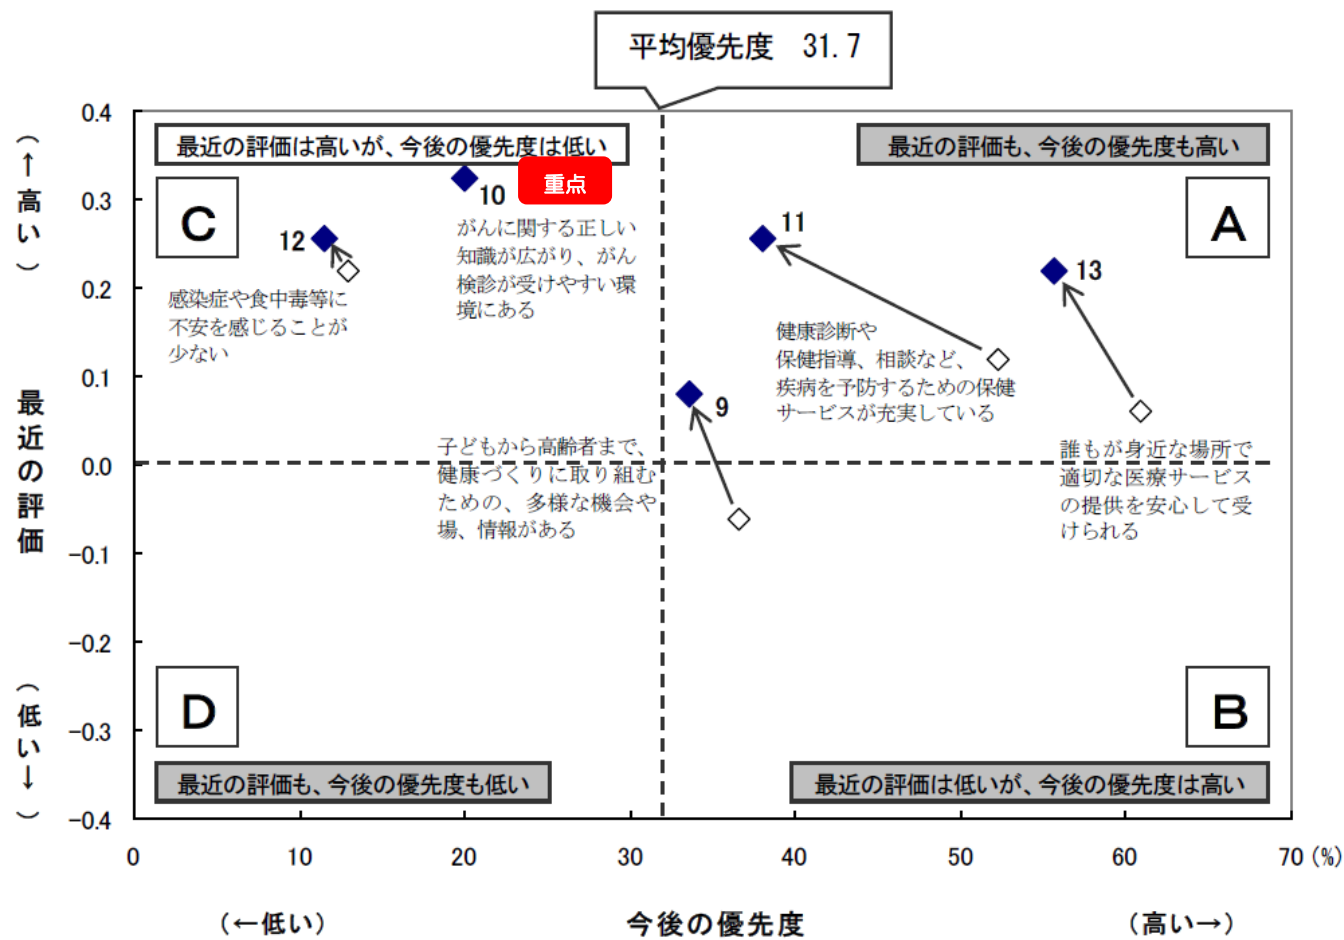 平均優先度 31.7
0.4
0.3
0.2
0.1
0.0
-0.1
-0.2
-0.3
-0.4
(↑高い)
最近の評価
(低い↓)
最近の評価は高いが、今後の優先度は低い
最近の評価も、今後の優先度も高い
C
A
10
重点
がんに関する正しい
知識が広がり、がん
検診が受けやすい環
境にある
12
感染症や食中毒等に
不安を感じることが
少ない
11
健康診断や
保健指導、相談など、
疾病を予防するための保健
サービスが充実している
13
誰もが身近な場所で
適切な医療サービス
の提供を安心して受
けられる
9
子どもから高齢者まで、
健康づくりに取り組む
ための、多様な機会や
場、情報がある
D
B
最近の評価も、今後の優先度も低い
最近の評価は低いが、今後の優先度は高い
0
10
20
30
40
50
60
70 (%)
(←低い)
今後の優先度
(高い→)